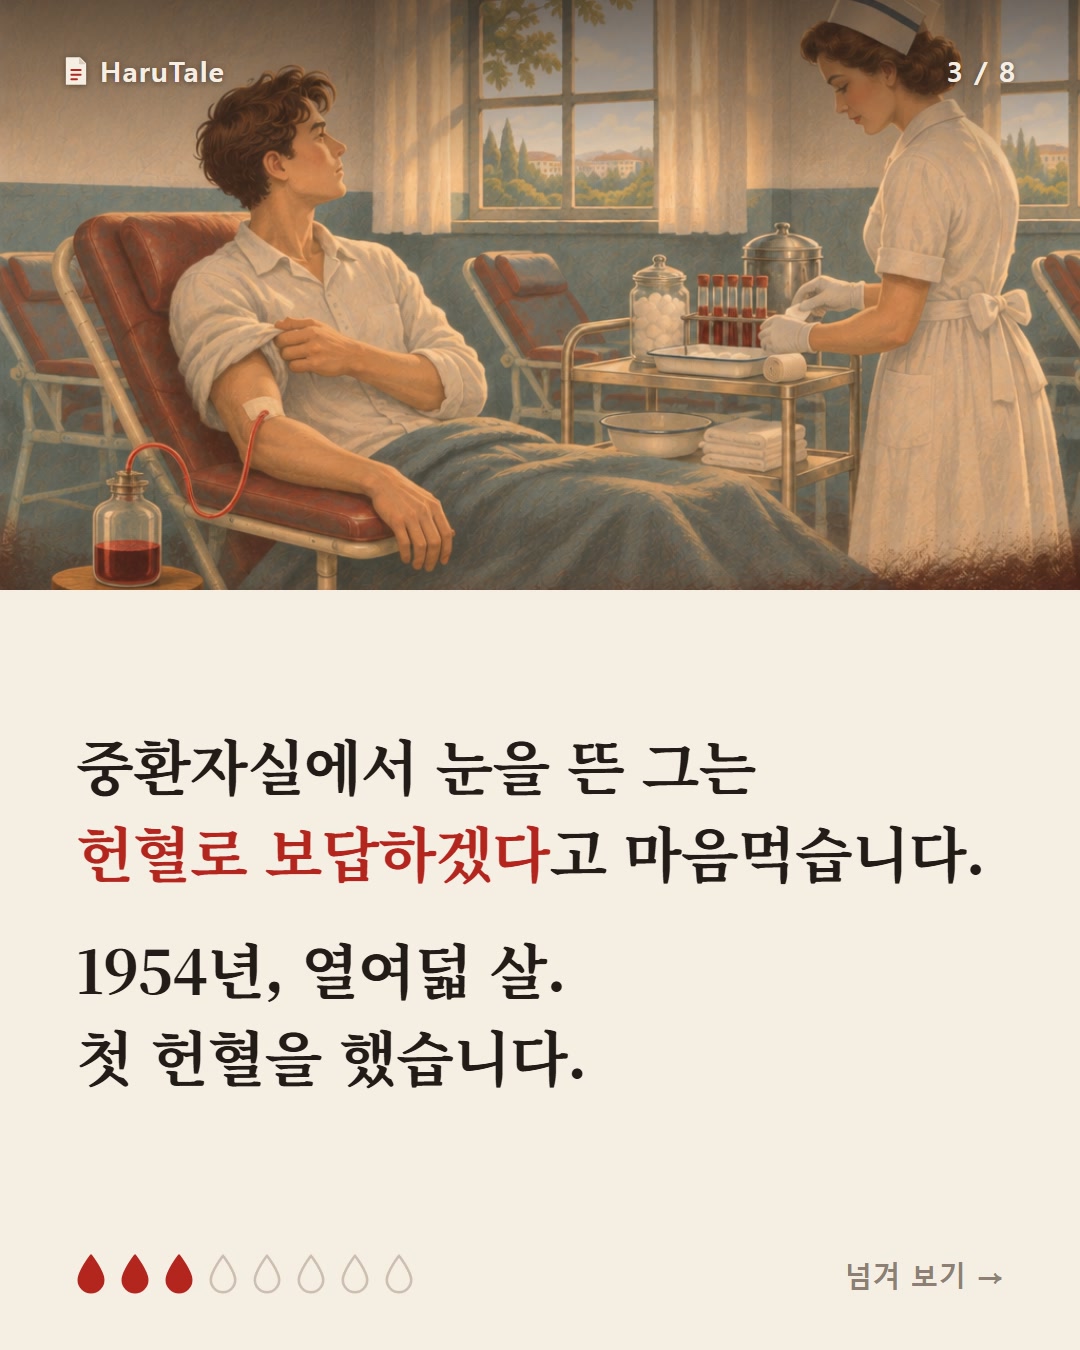 HaruTale
3 / 8
중환자실에서 눈을 뜬 그는
헌혈로 보답하겠다고 마음먹습니다.
1954년, 열여덟 살.
첫 헌혈을 했습니다.
넘겨 보기 →